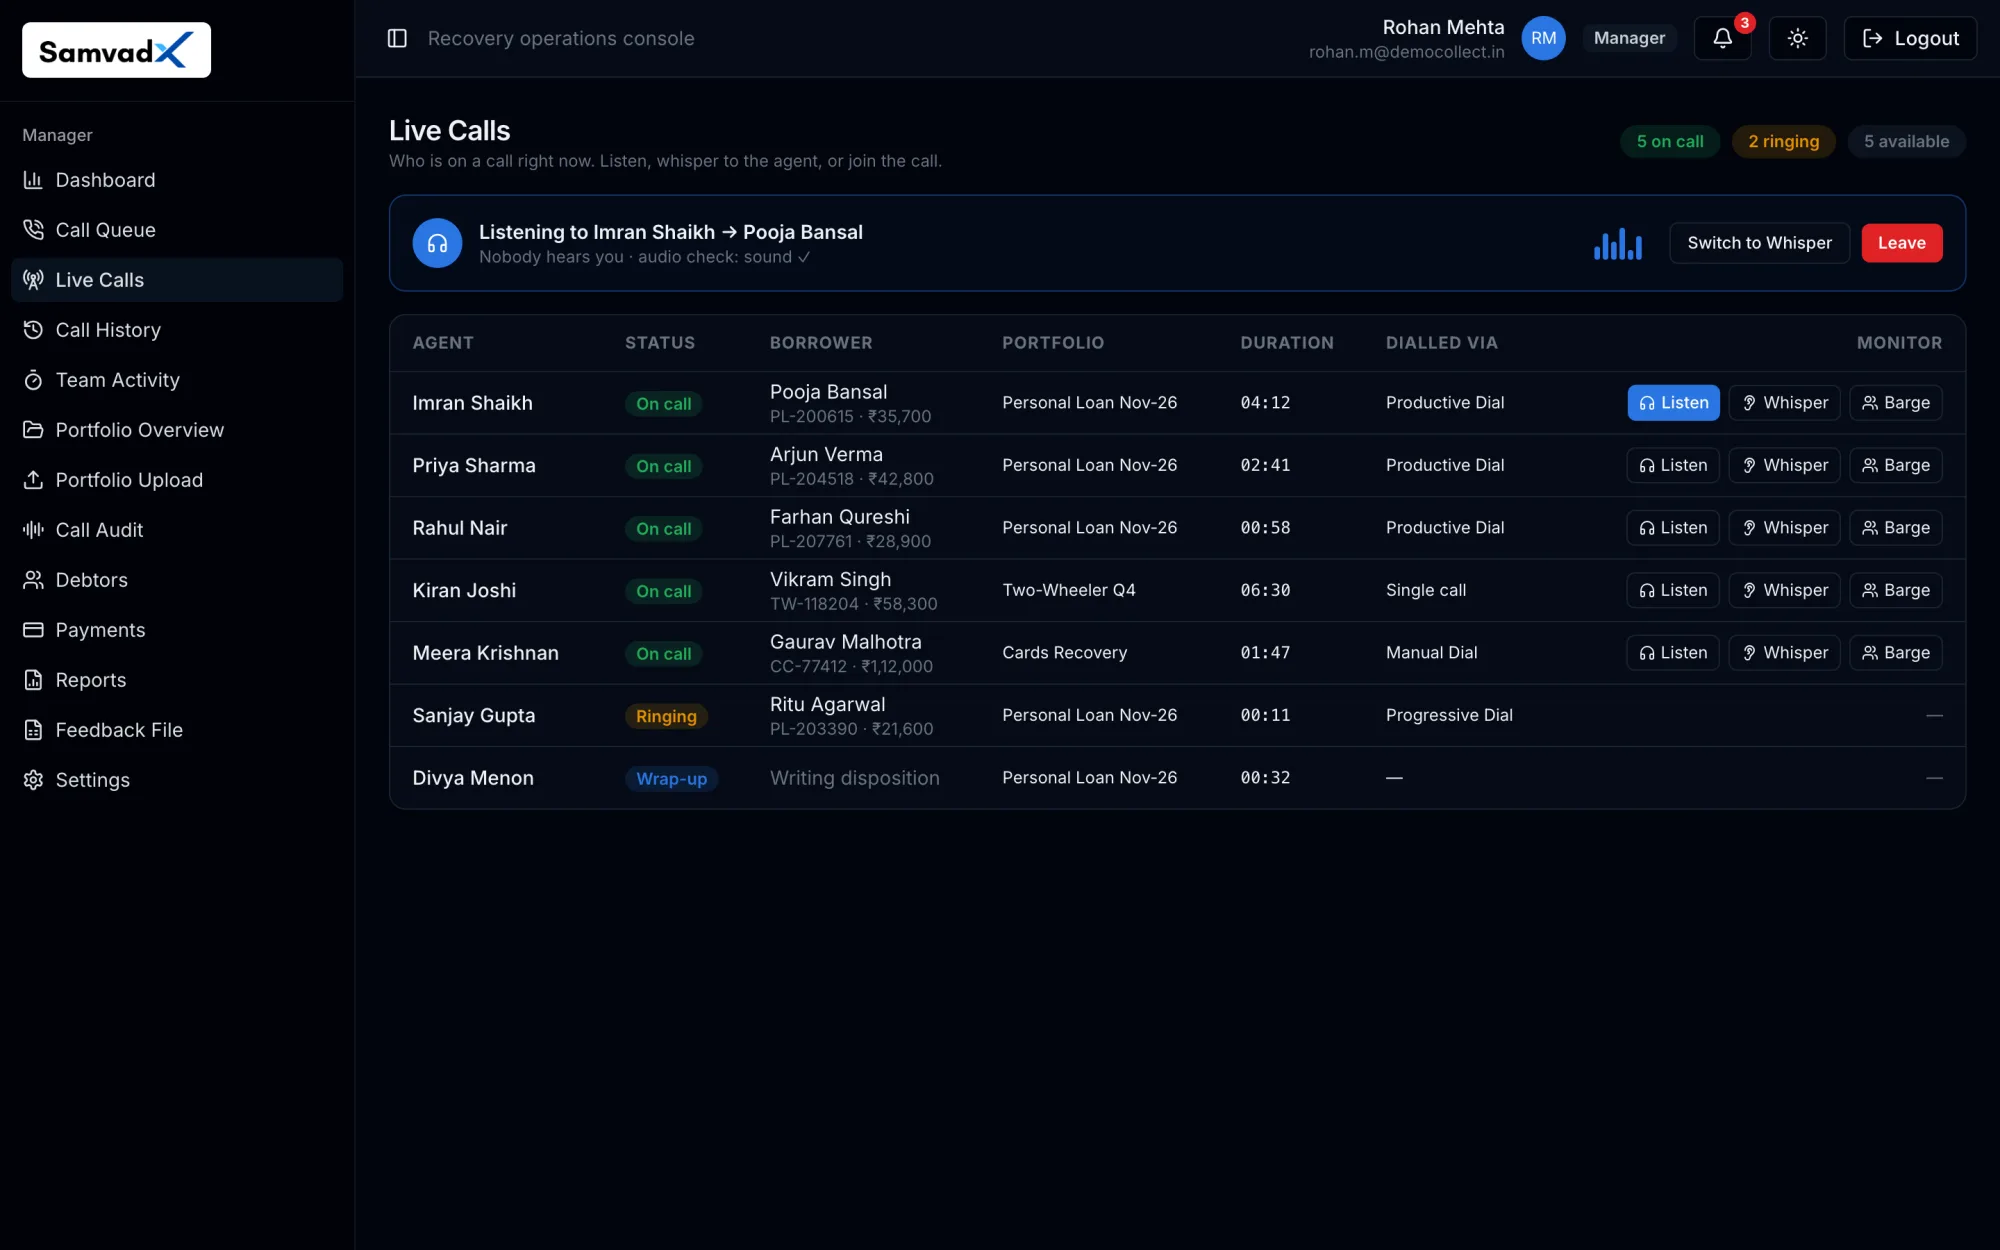 SamvadX
Recovery operations console
Rohan Mehta
rohan.m@democollect.in
RM
Manager
3
Logout
Manager
Dashboard
Call Queue
Live Calls
Call History
Team Activity
Portfolio Overview
Portfolio Upload
Call Audit
Debtors
Payments
Reports
Feedback File
Settings
Live Calls
Who is on a call right now. Listen, whisper to the agent, or join the call.
5 on call
2 ringing
5 available
Listening to Imran Shaikh → Pooja Bansal
Nobody hears you · audio check: sound ✓
Switch to Whisper
Leave
AGENT STATUS BORROWER PORTFOLIO DURATION DIALLED VIA MONITOR
Imran Shaikh On call Pooja Bansal Personal Loan Nov-26 04:12 Productive Dial Listen Whisper Barge
PL-200615 · ₹35,700
Priya Sharma On call Arjun Verma Personal Loan Nov-26 02:41 Productive Dial Listen Whisper Barge
PL-204518 · ₹42,800
Rahul Nair On call Farhan Qureshi Personal Loan Nov-26 00:58 Productive Dial Listen Whisper Barge
PL-207761 · ₹28,900
Kiran Joshi On call Vikram Singh Two-Wheeler Q4 06:30 Single call Listen Whisper Barge
TW-118204 · ₹58,300
Meera Krishnan On call Gaurav Malhotra Cards Recovery 01:47 Manual Dial Listen Whisper Barge
CC-77412 · ₹1,12,000
Sanjay Gupta Ringing Ritu Agarwal Personal Loan Nov-26 00:11 Progressive Dial —
PL-203390 · ₹21,600
Divya Menon Wrap-up Writing disposition Personal Loan Nov-26 00:32 — —